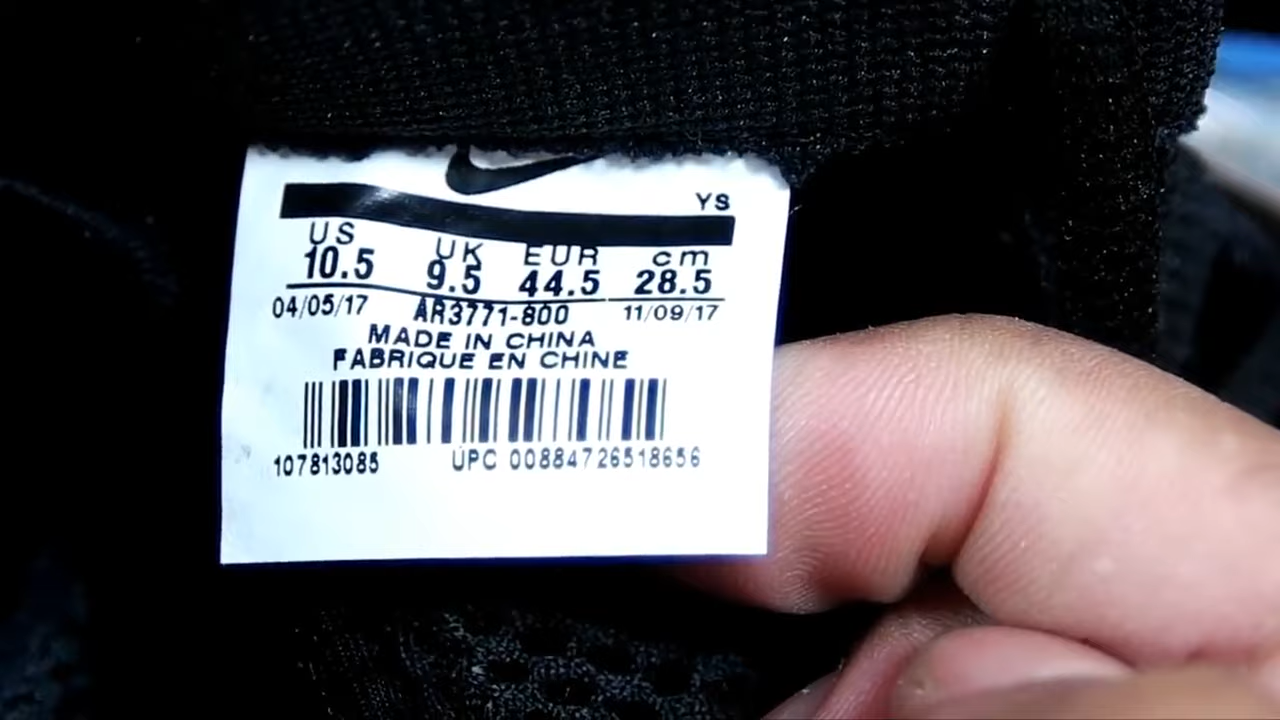 YS
US UK EUR cm
10.5 9.5 44.5 28.5
04/05/17 AR3771-800 11/09/17
MADE IN CHINA
FABRIQUE EN CHINE
107813085 UPC 00884726518656